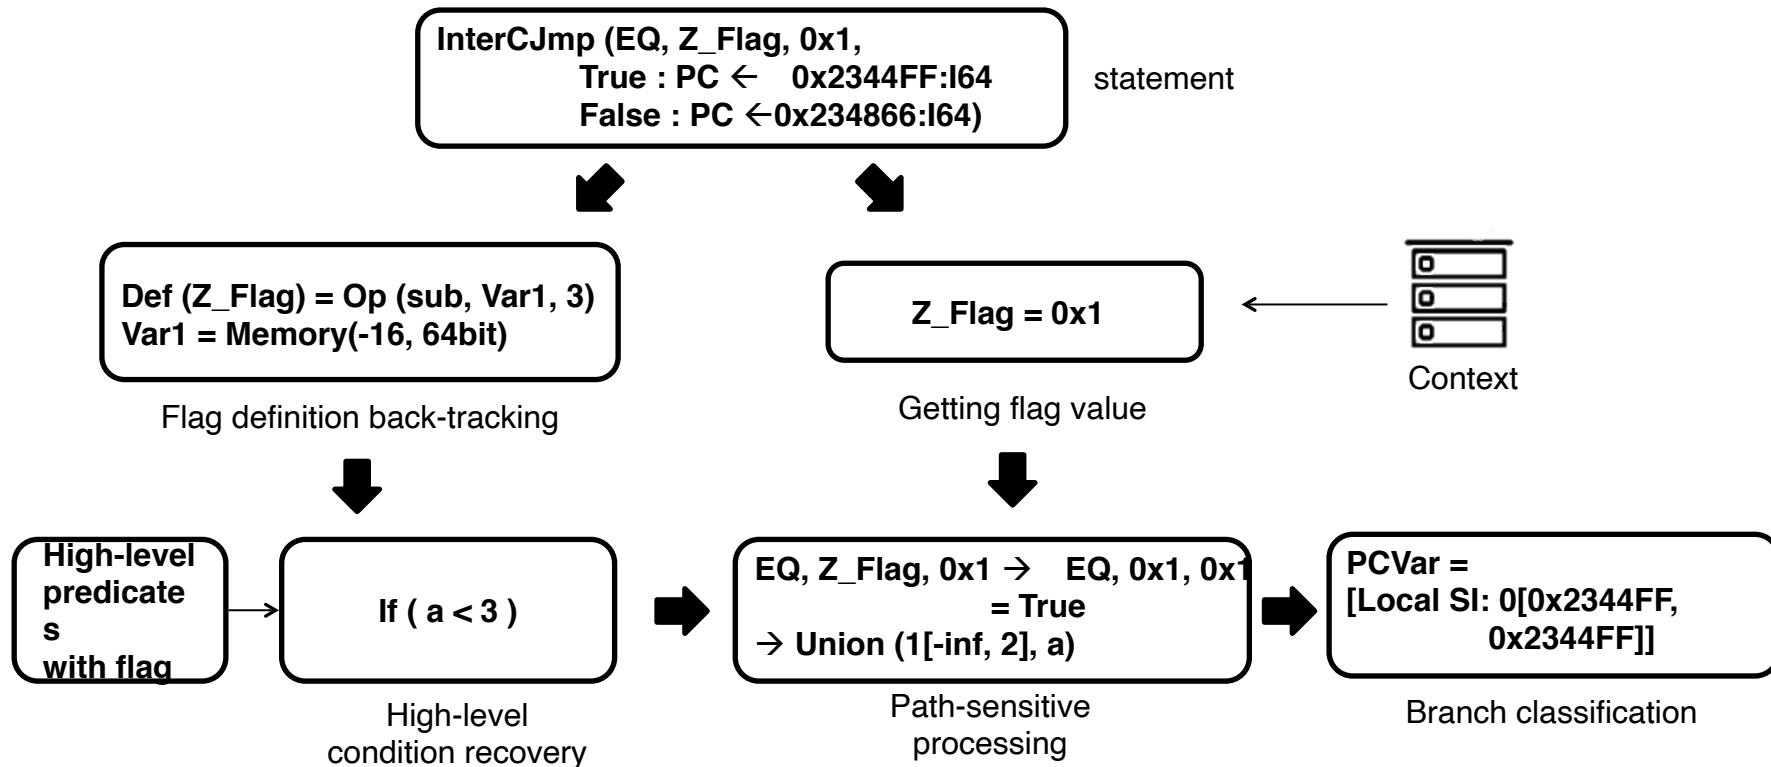 InterCJmp (EQ, Z_Flag, 0x1,
True : PC ← 0x2344FF:I64
False : PC ←0x234866:I64)
statement
Def (Z_Flag) = Op (sub, Var1, 3)
Var1 = Memory(-16, 64bit)
Flag definition back-tracking
Z_Flag = 0x1
Getting flag value
Context
High-level
predicate
s
with flag
If ( a < 3 )
High-level
condition recovery
EQ, Z_Flag, 0x1 → EQ, 0x1, 0x1
= True
→ Union (1[-inf, 2], a)
Path-sensitive
processing
PCVar =
[Local SI: 0[0x2344FF,
0x2344FF]]
Branch classification